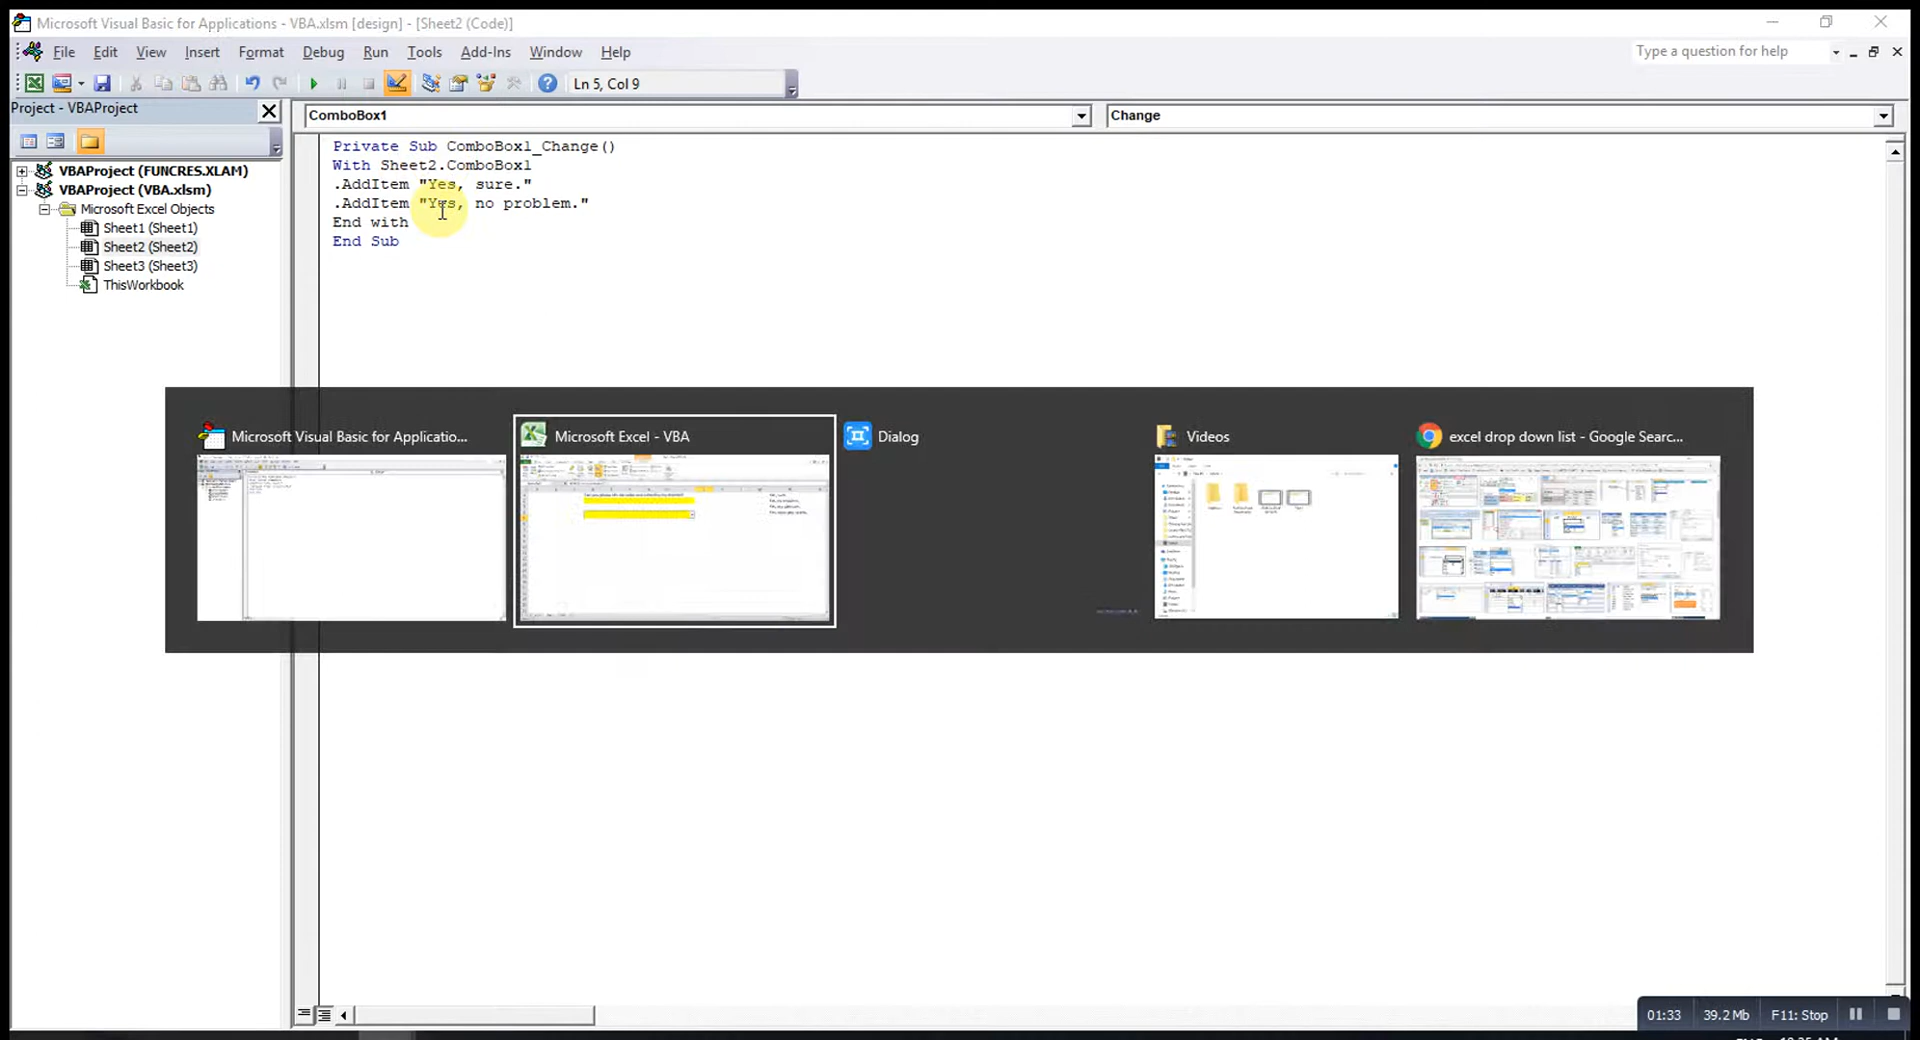 Microsoft Visual Basic for Applications - VBA.xlsm [design] - [Sheet2 (Code)]
File Edit View Insert Format Debug Run Tools Add-Ins Window Help
Type a question for help
Ln 5, Col 9
Project - VBAProject
ComboBox1
Change
VBAProject (FUNCRES.XLAM)
VBAProject (VBA.xlsm)
Microsoft Excel Objects
Sheet1 (Sheet1)
Sheet2 (Sheet2)
Sheet3 (Sheet3)
ThisWorkbook
Private Sub ComboBox1_Change()
With Sheet2.ComboBox1
.AddItem "Yes, sure."
.AddItem "Yes, no problem."
End with
End Sub
Microsoft Visual Basic for Applicatio...
Microsoft Excel - VBA
Dialog
Videos
excel drop down list - Google Searc...
01:33 39.2 Mb F11: Stop